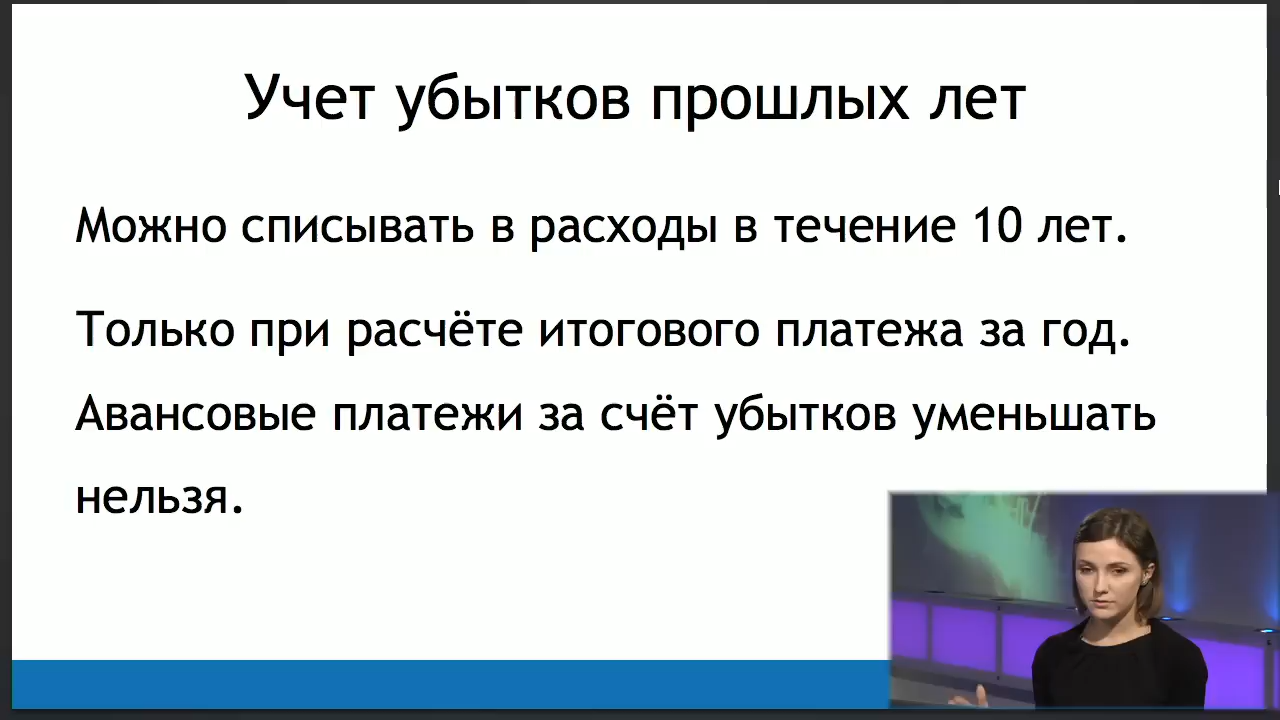 Учет убытков прошлых лет
Можно списывать в расходы в течение 10 лет.
Только при расчёте итогового платежа за год.
Авансовые платежи за счёт убытков уменьшать
нельзя.